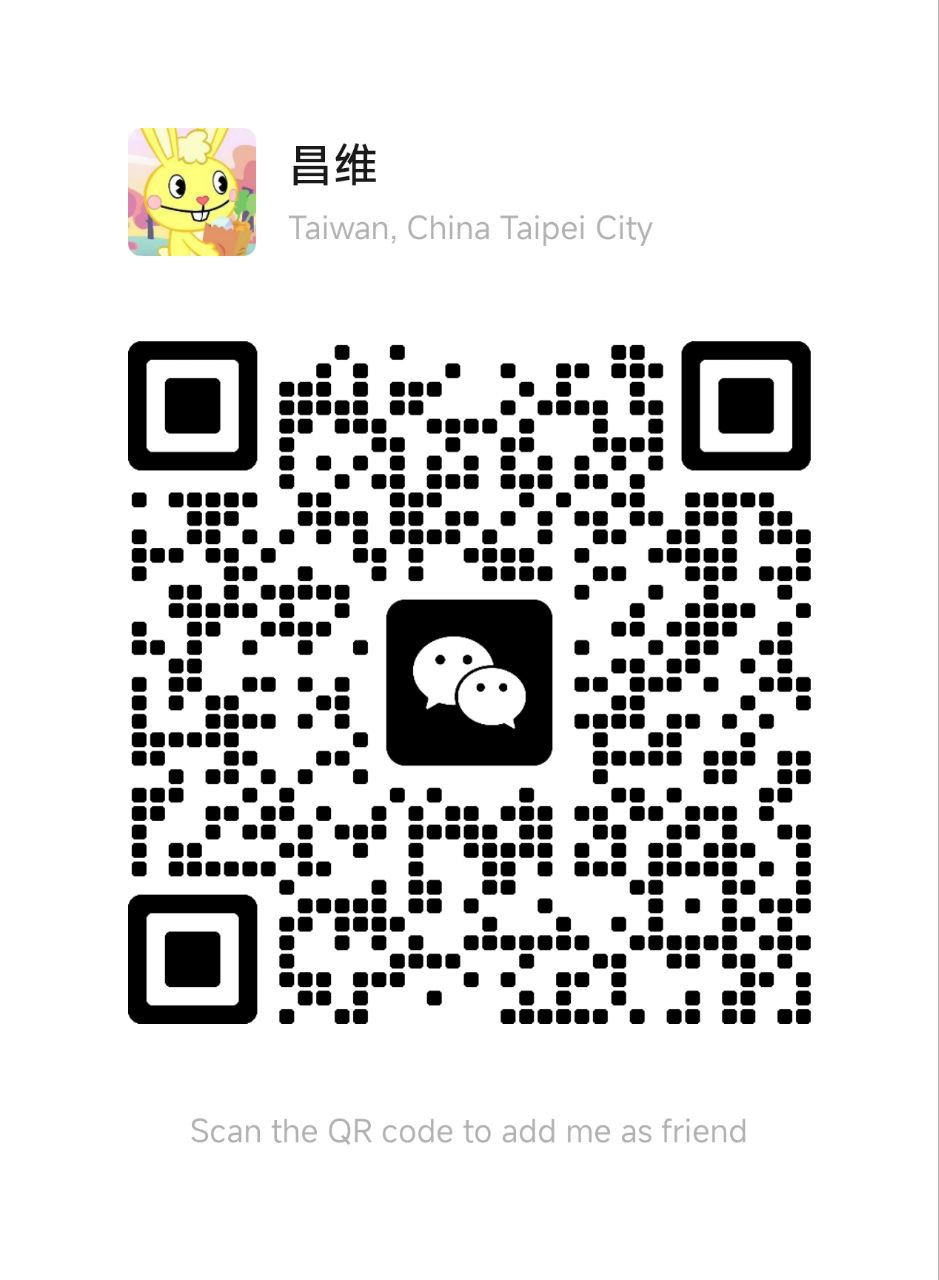 昌维
Taiwan, China Taipei City
Scan the QR code to add me as friend